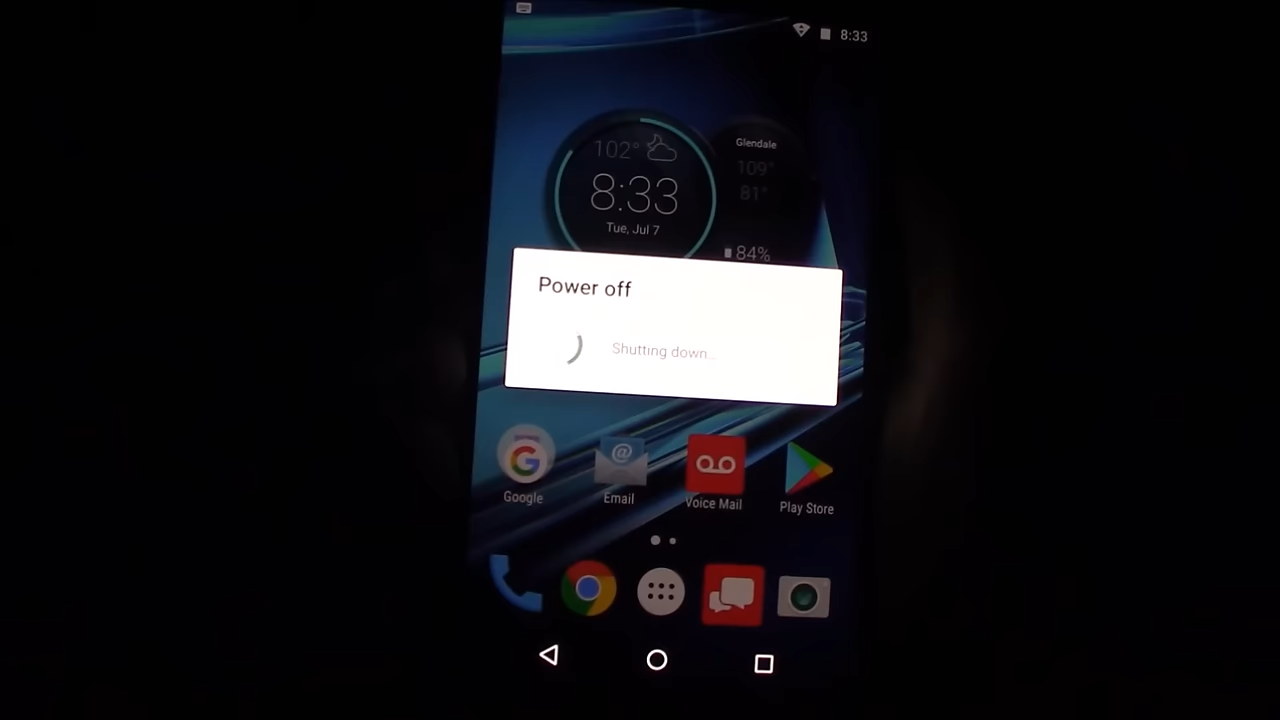 8:33
102°
8:33
Tue, Jul 7
Glendale
109°
81°
84%
Power off
Shutting down...
Google
Email
Voice Mail
Play Store